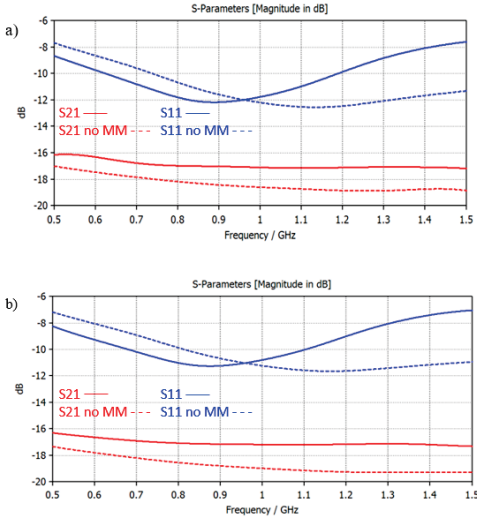 S-Parameters [Magnitude in dB]
a)
-6
-8
-10
-12
-14
-16
-18
-20
dB
S21 S11
S21 no MM S11 no MM
0.5 0.6 0.7 0.8 0.9 1 1.1 1.2 1.3 1.4 1.5
Frequency / GHz
S-Parameters [Magnitude in dB]
b)
-6
-8
-10
-12
-14
-16
-18
-20
dB
S21 S11
S21 no MM S11 no MM
0.5 0.6 0.7 0.8 0.9 1 1.1 1.2 1.3 1.4 1.5
Frequency / GHz